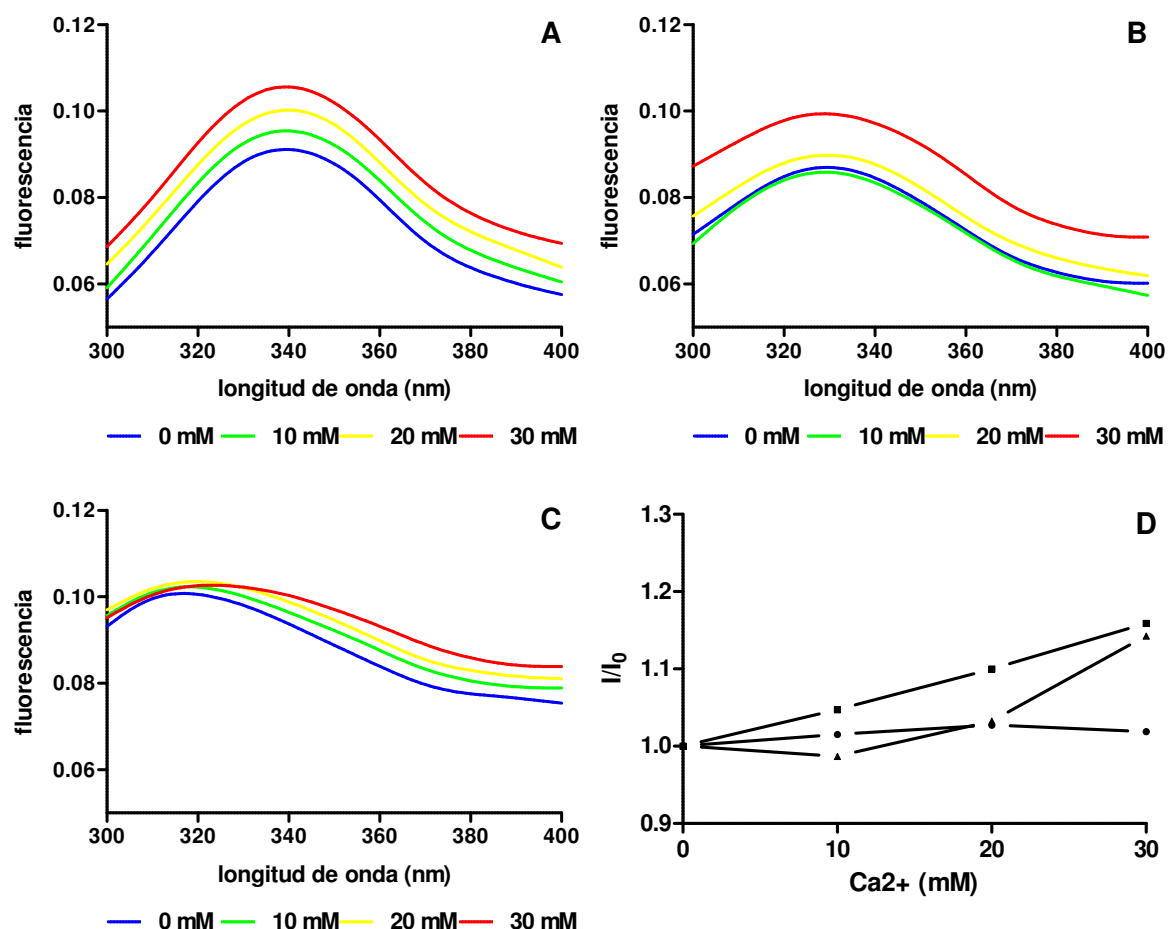 A
fluorescencia
0.12
0.10
0.08
0.06
300 320 340 360 380 400
longitud de onda (nm)
0 mM 10 mM 20 mM 30 mM
B
fluorescencia
0.12
0.10
0.08
0.06
300 320 340 360 380 400
longitud de onda (nm)
0 mM 10 mM 20 mM 30 mM
C
fluorescencia
0.12
0.10
0.08
0.06
300 320 340 360 380 400
longitud de onda (nm)
0 mM 10 mM 20 mM 30 mM
D
I/I0
1.3
1.2
1.1
1.0
0.9
0 10 20 30
Ca2+ (mM)